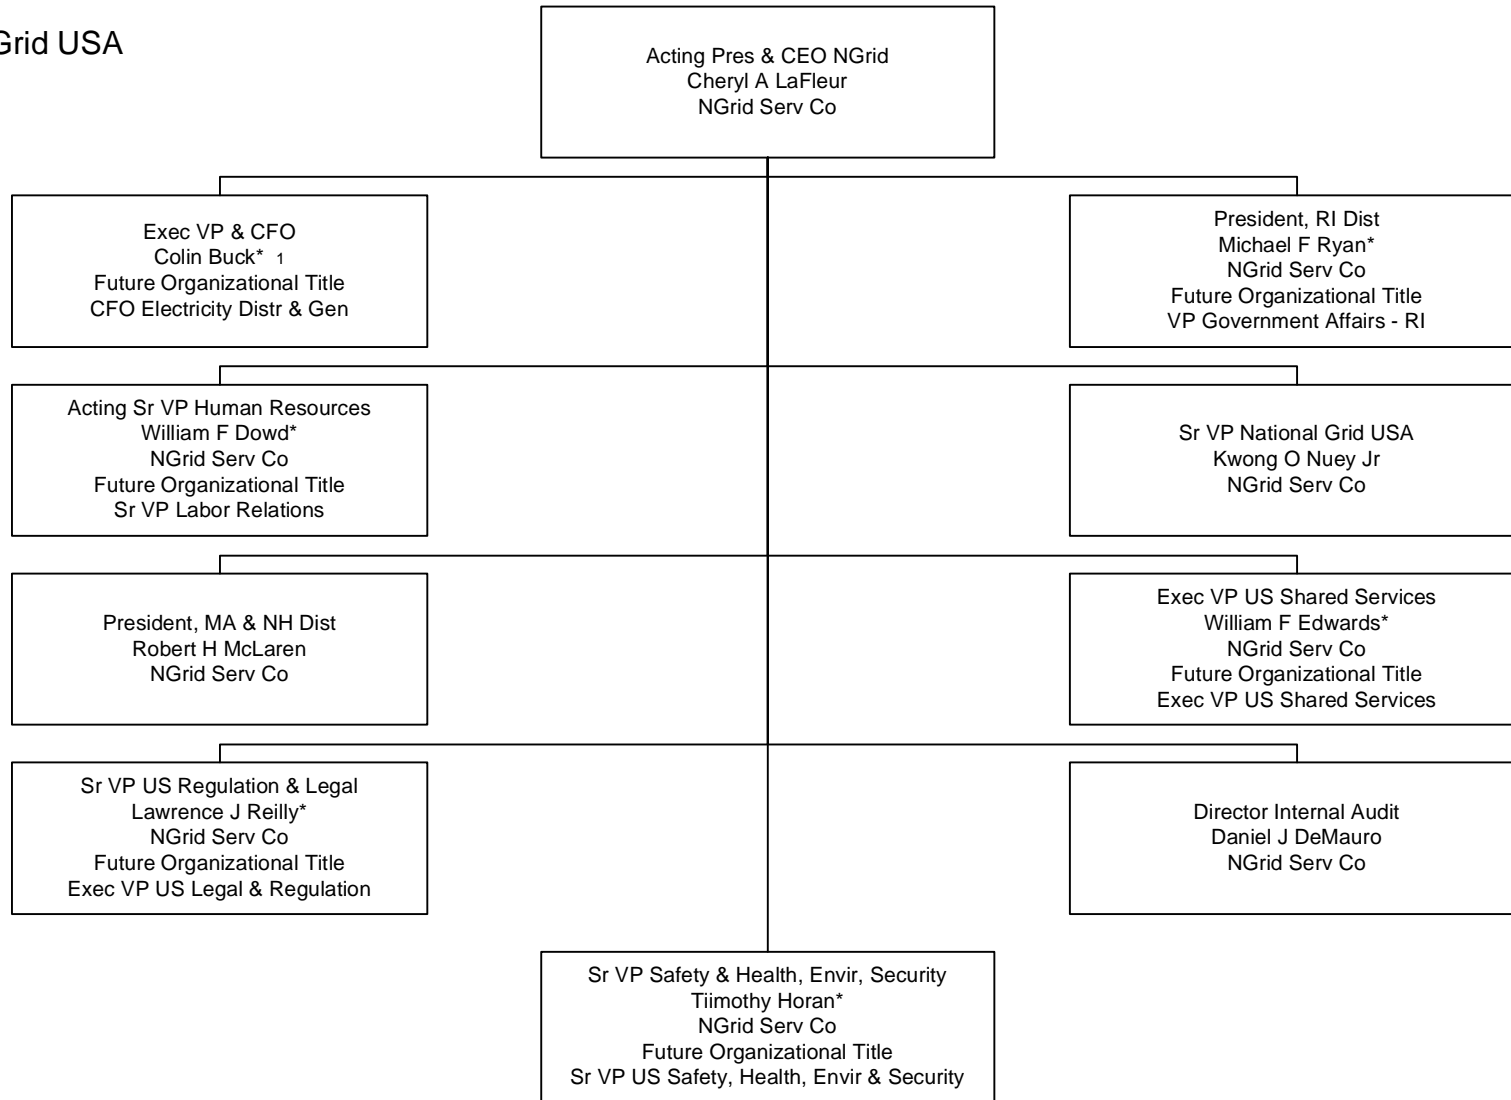 Grid USA
Acting Pres & CEO NGrid
Cheryl A LaFleur
NGrid Serv Co
Exec VP & CFO
Colin Buck* 1
Future Organizational Title
CFO Electricity Distr & Gen
President, RI Dist
Michael F Ryan*
NGrid Serv Co
Future Organizational Title
VP Government Affairs - RI
Acting Sr VP Human Resources
William F Dowd*
NGrid Serv Co
Future Organizational Title
Sr VP Labor Relations
Sr VP National Grid USA
Kwong O Nuey Jr
NGrid Serv Co
President, MA & NH Dist
Robert H McLaren
NGrid Serv Co
Exec VP US Shared Services
William F Edwards*
NGrid Serv Co
Future Organizational Title
Exec VP US Shared Services
Sr VP US Regulation & Legal
Lawrence J Reilly*
NGrid Serv Co
Future Organizational Title
Exec VP US Legal & Regulation
Director Internal Audit
Daniel J DeMauro
NGrid Serv Co
Sr VP Safety & Health, Envir, Security
Tiimothy Horan*
NGrid Serv Co
Future Organizational Title
Sr VP US Safety, Health, Envir & Security